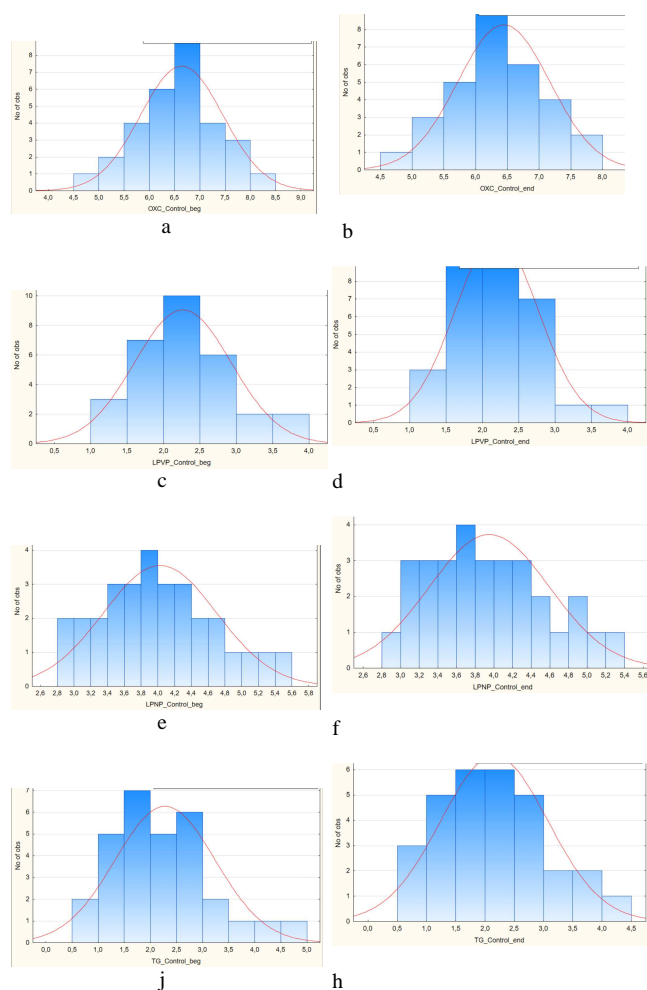 8
7
6
5
4
3
2
1
0
No of obs
4,0 4,5 5,0 5,5 6,0 6,5 7,0 7,5 8,0 8,5 9,0
OXC_Control_beg
a
8
7
6
5
4
3
2
1
0
No of obs
4,5 5,0 5,5 6,0 6,5 7,0 7,5 8,0
OXC_Control_end
b
10
8
6
4
2
0
No of obs
0,5 1,0 1,5 2,0 2,5 3,0 3,5 4,0
LPVP_Control_beg
c
8
7
6
5
4
3
2
1
0
No of obs
0,5 1,0 1,5 2,0 2,5 3,0 3,5 4,0
LPVP_Control_end
d
4
3
2
1
0
No of obs
2,6 2,8 3,0 3,2 3,4 3,6 3,8 4,0 4,2 4,4 4,6 4,8 5,0 5,2 5,4 5,6 5,8
LPNP_Control_beg
e
4
3
2
1
0
No of obs
2,6 2,8 3,0 3,2 3,4 3,6 3,8 4,0 4,2 4,4 4,6 4,8 5,0 5,2 5,4 5,6
LPNP_Control_end
f
7
6
5
4
3
2
1
0
No of obs
0,0 0,5 1,0 1,5 2,0 2,5 3,0 3,5 4,0 4,5 5,0
TG_Control_beg
j
6
5
4
3
2
1
0
No of obs
0,0 0,5 1,0 1,5 2,0 2,5 3,0 3,5 4,0 4,5
TG_Control_end
h